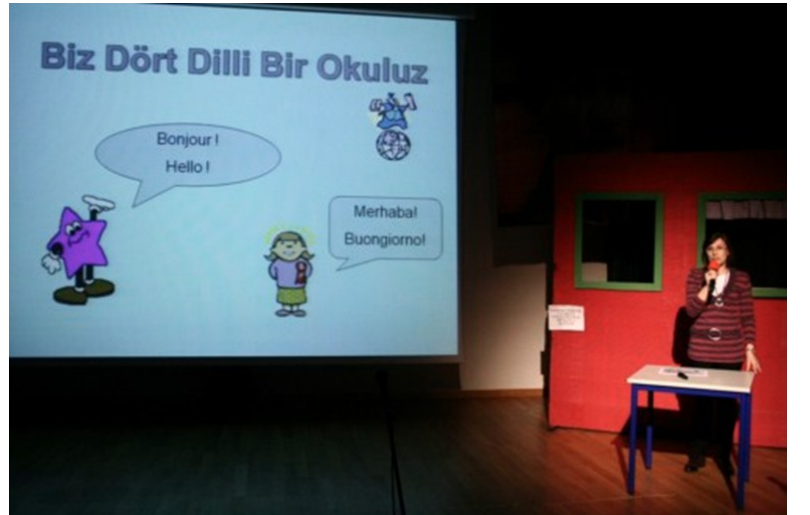 Biz Dört Dilli Bir Okuluz
Bonjour !
Hello !
Merhaba!
Buongiorno!